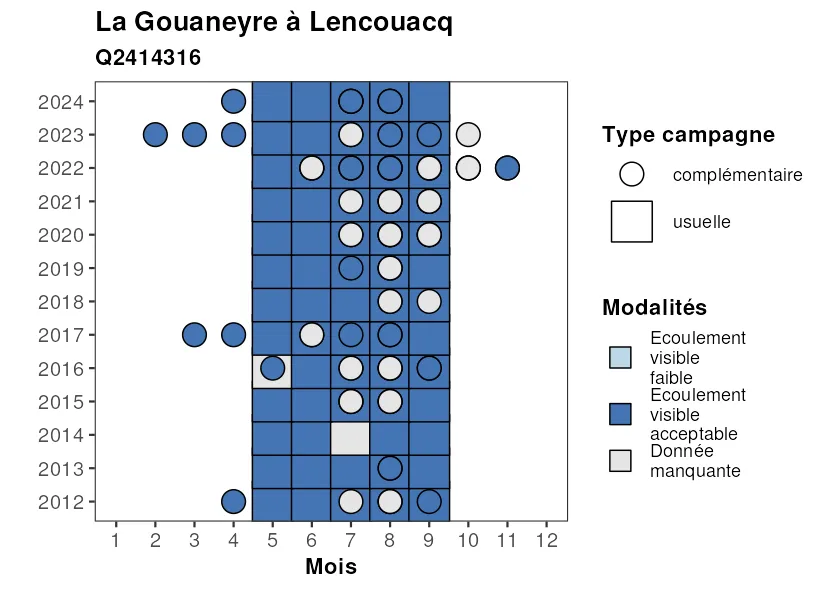 La Gouaneyre à Lencouacq
Q2414316
2024
2023
2022
2021
2020
2019
2018
2017
2016
2015
2014
2013
2012
1 2 3 4 5 6 7 8 9 10 11 12
Mois
Type campagne
complémentaire
usuelle
Modalités
Ecoulement
visible
faible
Ecoulement
visible
acceptable
Donnée
manquante